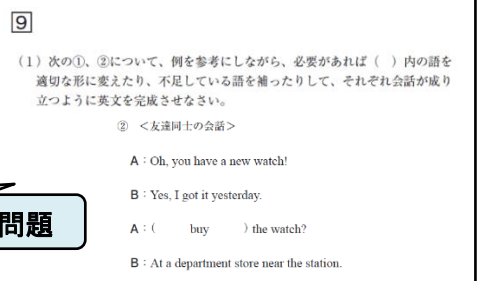 9
(1) 次の①、②について、例を参考にしながら、必要があれば( )内の語を
適切な形に変えたり、不足している語を補ったりして、それぞれ会話が成り
立つように英文を完成させなさい。
② <友達同士の会話>
A：Oh, you have a new watch!
B：Yes, I got it yesterday.
A：( buy ) the watch?
問題
B：At a department store near the station.